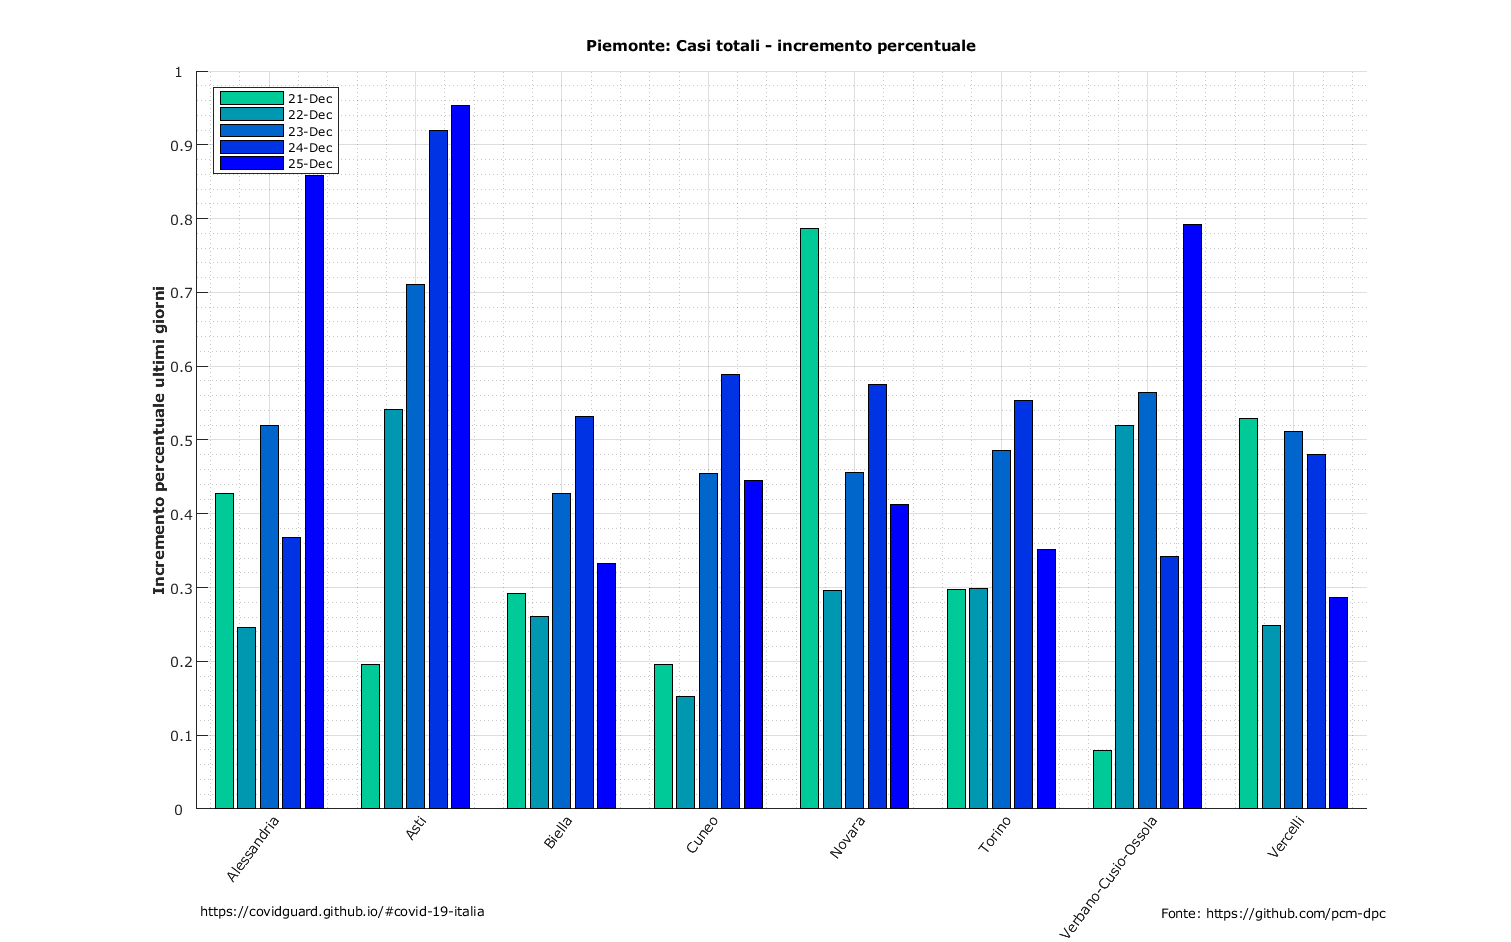 Piemonte: Casi totali - incremento percentuale
1
0.9
0.8
0.7
0.6
0.5
0.4
0.3
0.2
0.1
0
Incremento percentuale ultimi giorni
21-Dec
22-Dec
23-Dec
24-Dec
25-Dec
Alessandria
Asti
Biella
Cuneo
Novara
Torino
Verbano-Cusio-Ossola
Vercelli
https://covidguard.github.io/#covid-19-italia
Fonte: https://github.com/pcm-dpc